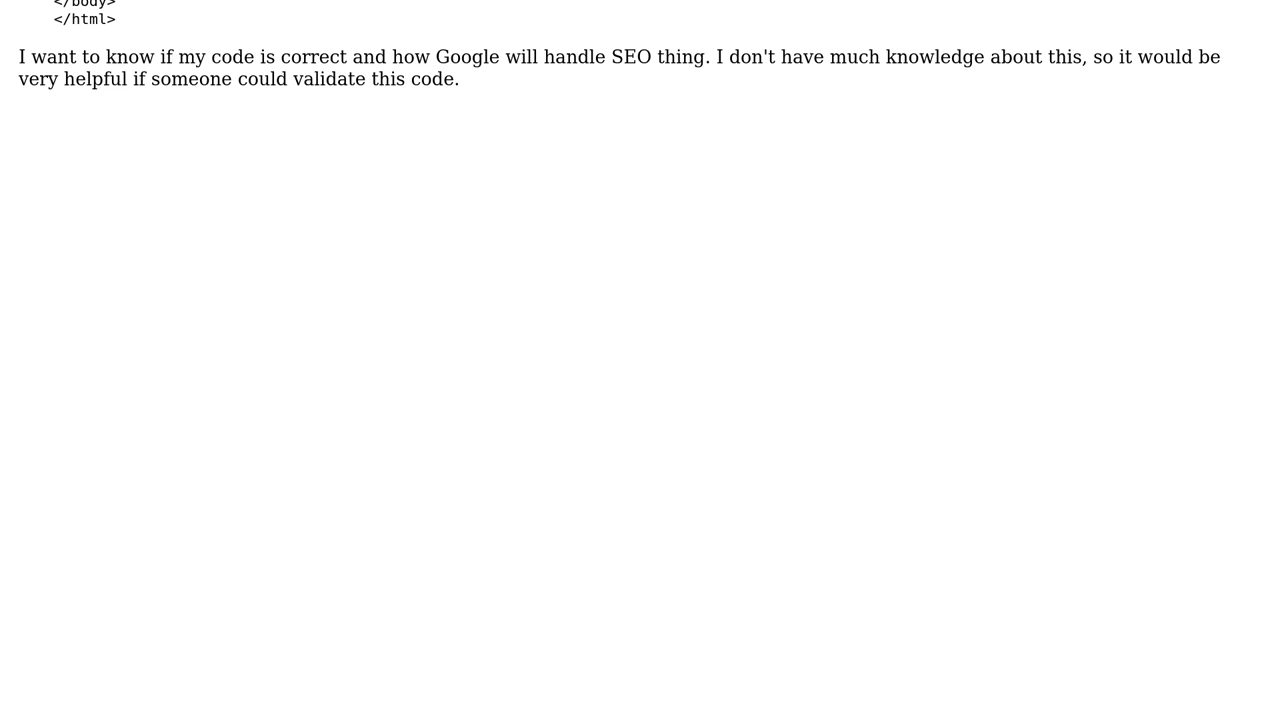 </body>
</html>
I want to know if my code is correct and how Google will handle SEO thing. I don't have much knowledge about this, so it would be
very helpful if someone could validate this code.